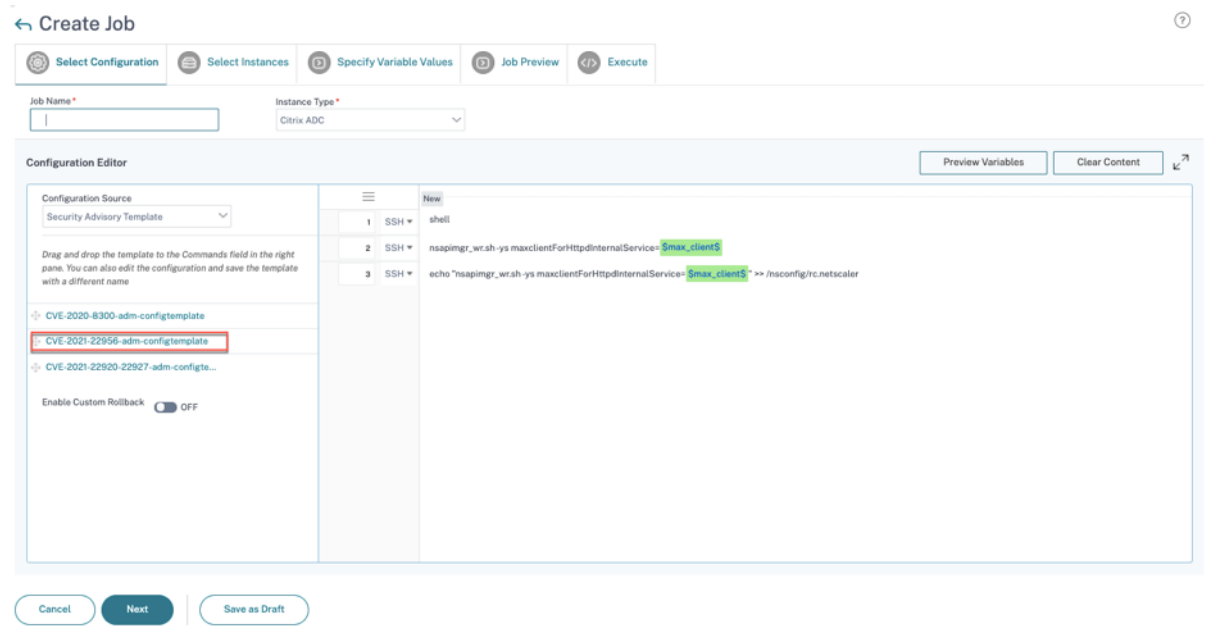 Create Job
?
Select Configuration
Select Instances
Specify Variable Values
Job Preview
Execute
Job Name*
Instance Type*
Citrix ADC
Configuration Editor
Preview Variables
Clear Content
Configuration Source
Security Advisory Template
Drag and drop the template to the Commands field in the right
pane. You can also edit the configuration and save the template
with a different name
CVE-2020-8300-adm-configtemplate
CVE-2021-22956-adm-configtemplate
CVE-2021-22920-22927-adm-configte...
Enable Custom Rollback
OFF
New
1 SSH shell
2 SSH nsapimgr_wr.sh -ys maxclientForHttpdInternalService= $max_client$
3 SSH echo "nsapimgr_wr.sh -ys maxclientForHttpdInternalService= $max_client$ " >> /nsconfig/rc.netscaler
Cancel
Next
Save as Draft